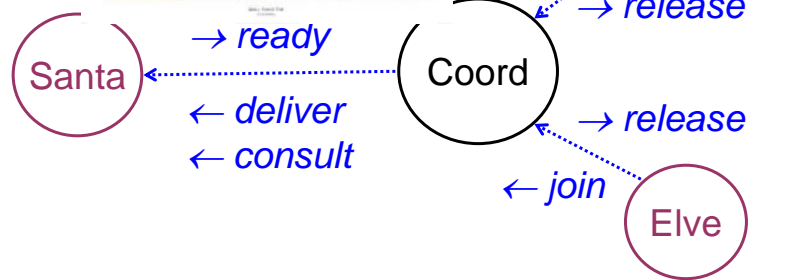 → release
→ ready
Santa
Coord
← deliver
← consult
→ release
← join
Elve